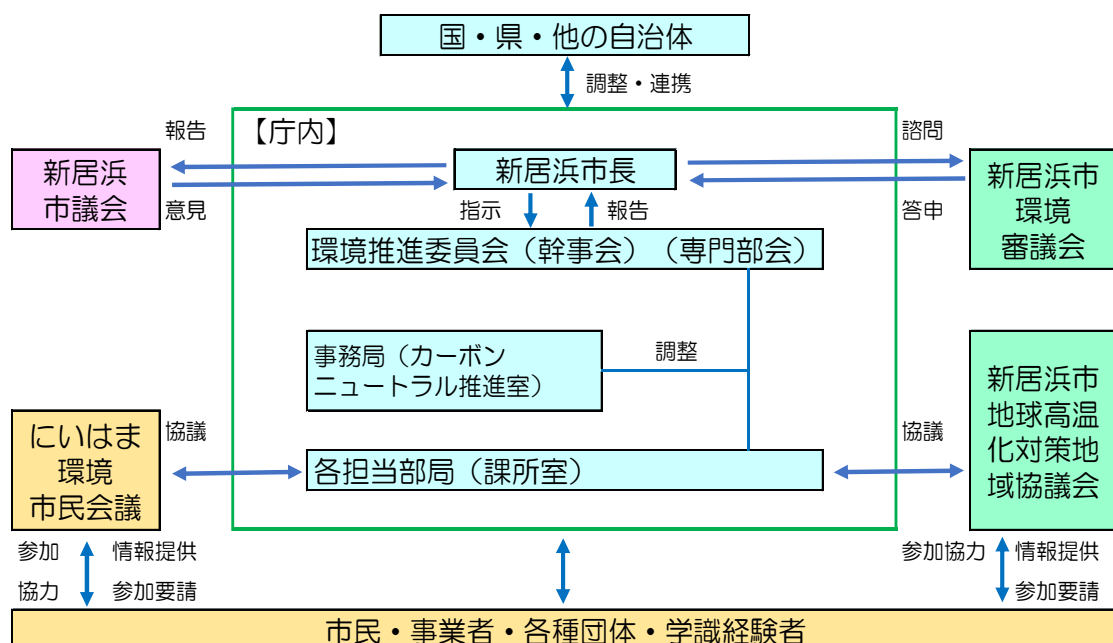 国・県・他の自治体
調整・連携
報告
【庁内】
諮問
新居浜
市議会
新居浜市長
新居浜市
環境
審議会
意見
指示
報告
答申
環境推進委員会（幹事会）（専門部会）
事務局（カーボン
ニュートラル推進室）
調整
新居浜市
地球高温
化対策地
域協議会
にいはま
環境
市民会議
協議
協議
各担当部局（課所室）
参加
情報提供
協力
参加要請
参加協力
情報提供
参加要請
市民・事業者・各種団体・学識経験者